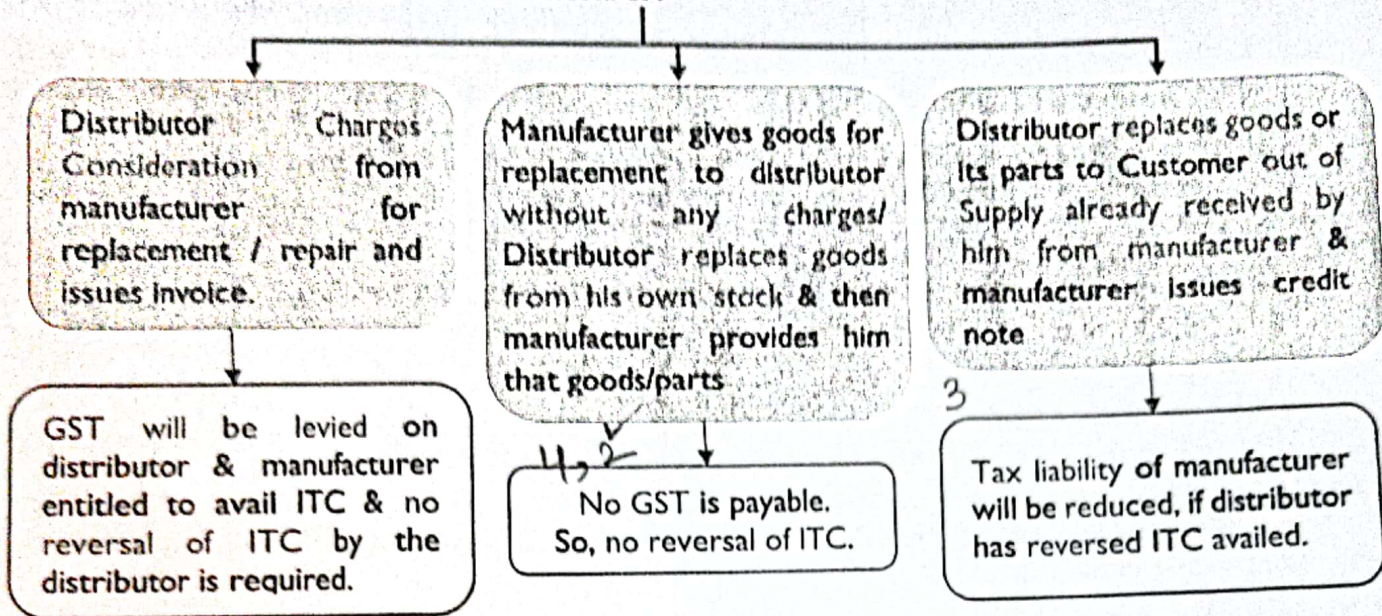 Distributor Charges
Consideration from
manufacturer for
replacement / repair and
issues invoice.
GST will be levied on
distributor & manufacturer
entitled to avail ITC & no
reversal of ITC by the
distributor is required.
Manufacturer gives goods for
replacement to distributor
without any charges/
Distributor replaces goods
from his own stock & then
manufacturer provides him
that goods/parts
4, 2
No GST is payable.
So, no reversal of ITC.
Distributor replaces goods or
its parts to Customer out of
Supply already received by
him from manufacturer &
manufacturer issues credit
note
3
Tax liability of manufacturer
will be reduced, if distributor
has reversed ITC availed.